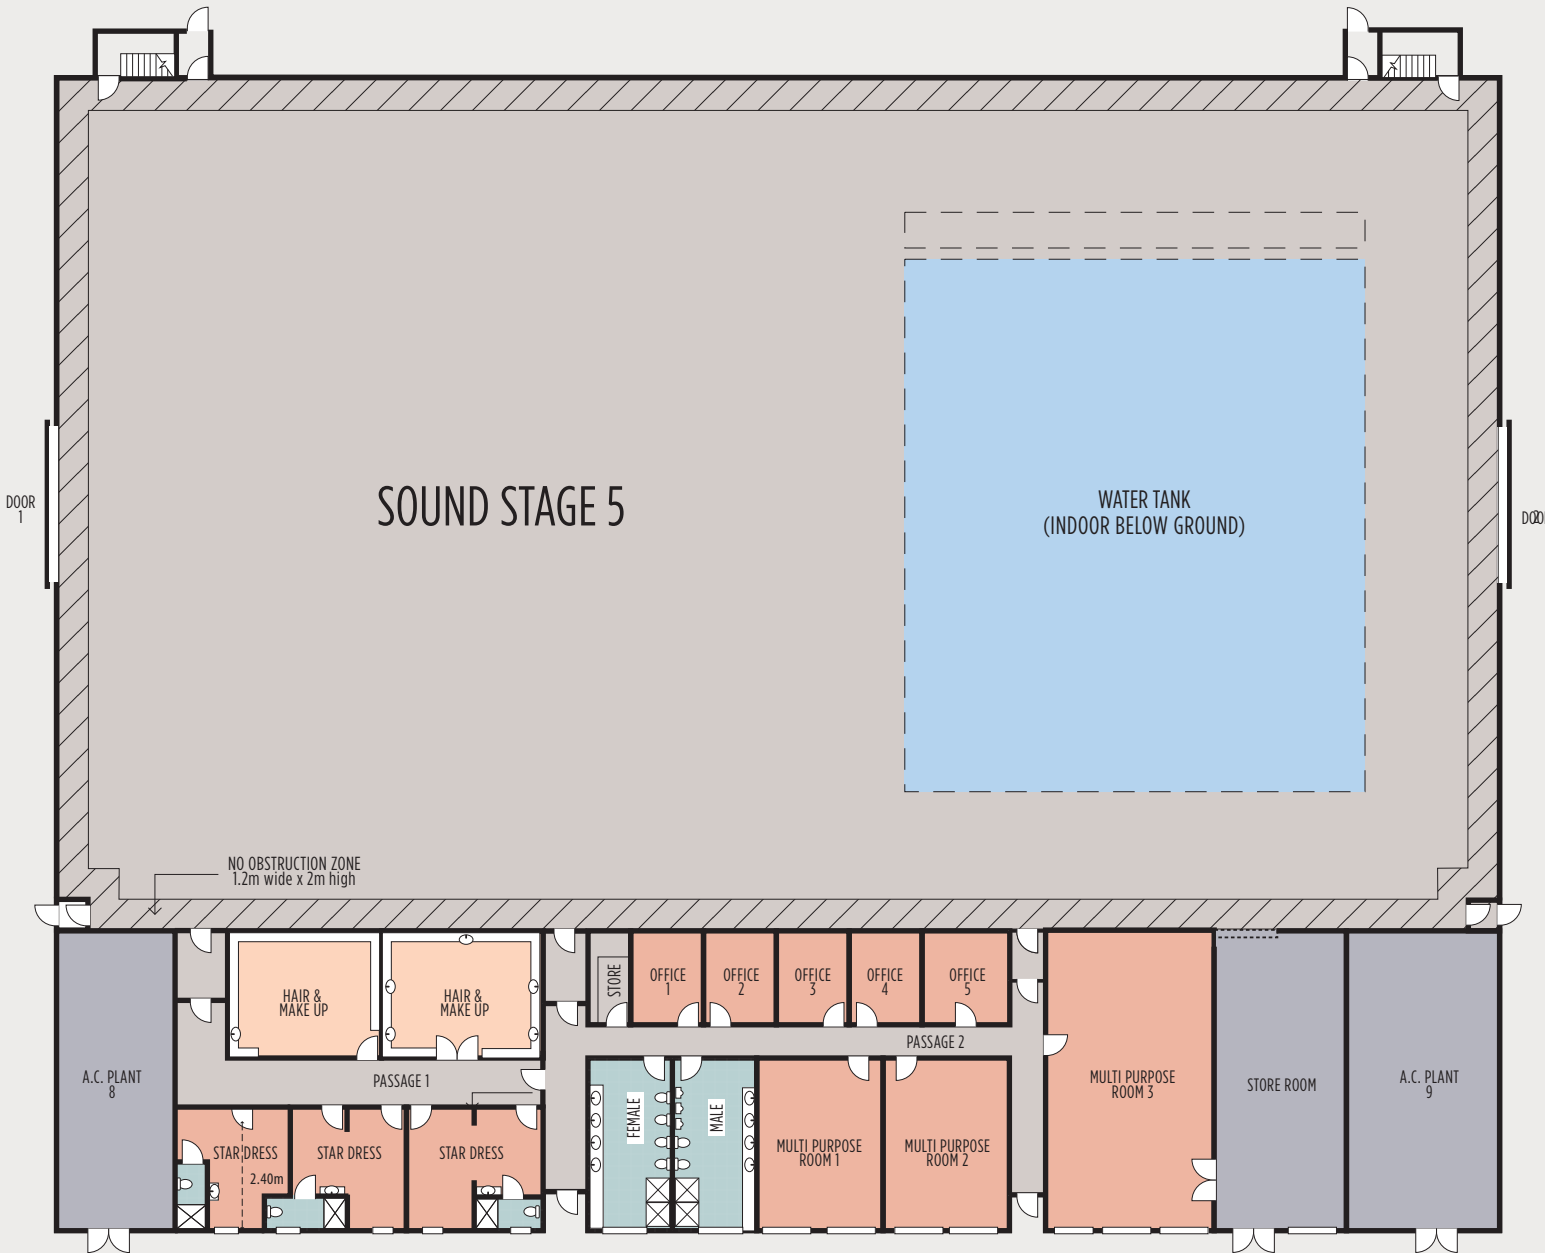 SOUND STAGE 5
WATER TANK
(INDOOR BELOW GROUND)
DOOR
1
NO OBSTRUCTION ZONE
1.2m wide x 2m high
HAIR &
MAKE UP
HAIR &
MAKE UP
STORE
OFFICE
1
OFFICE
2
OFFICE
3
OFFICE
4
OFFICE
5
PASSAGE 2
PASSAGE 1
A.C. PLANT
8
MULTI PURPOSE
ROOM 3
STORE ROOM
A.C. PLANT
9
FEMALE
MALE
STAR DRESS
2.40m
STAR DRESS
STAR DRESS
MULTI PURPOSE
ROOM 1
MULTI PURPOSE
ROOM 2